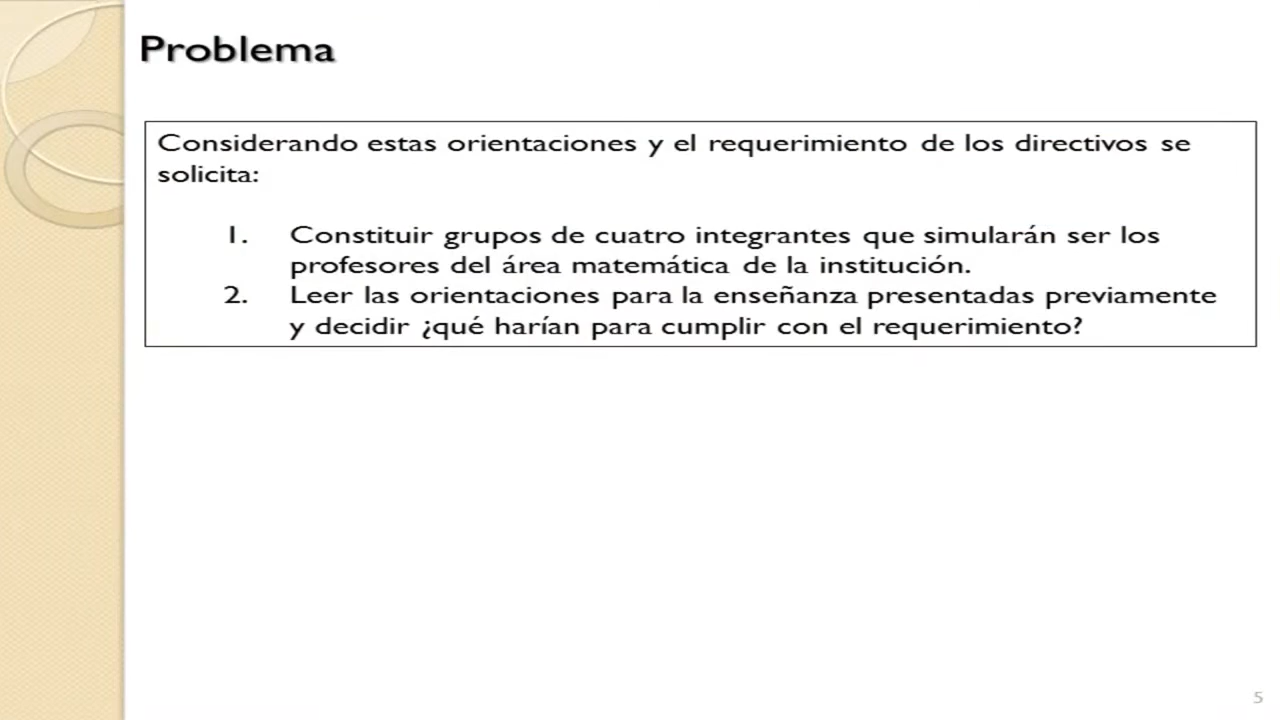 Problema
Considerando estas orientaciones y el requerimiento de los directivos se
solicita:
1. Constituir grupos de cuatro integrantes que simularán ser los
profesores del área matemática de la institución.
2. Leer las orientaciones para la enseñanza presentadas previamente
y decidir ¿qué harían para cumplir con el requerimiento?
5